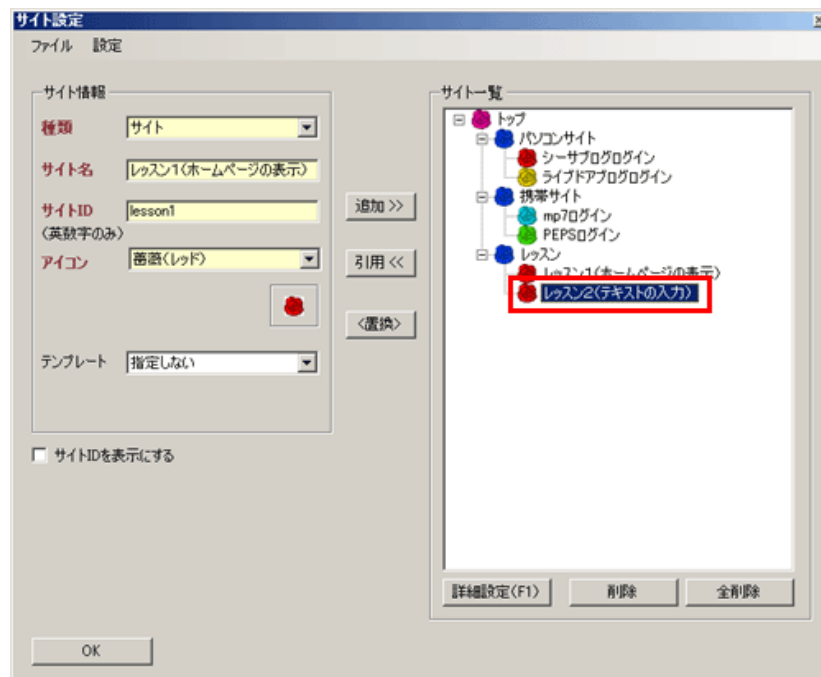 サイト設定
ファイル 設定
サイト情報
種類 サイト
サイト名 レッスン1(ホームページの表示)
サイトID lesson1
(英数字のみ)
アイコン 薔薇(レッド)
テンプレート 指定しない
サイトIDを表示にする
追加 >>
引用 <<
<置換>
サイト一覧
トップ
パソコンサイト
シーサブログログイン
ライブドアブログログイン
携帯サイト
mp7ログイン
PEPSログイン
レッスン
レッスン1(ホームページの表示)
レッスン2(テキストの入力)
詳細設定(F1) 削除 全削除
OK